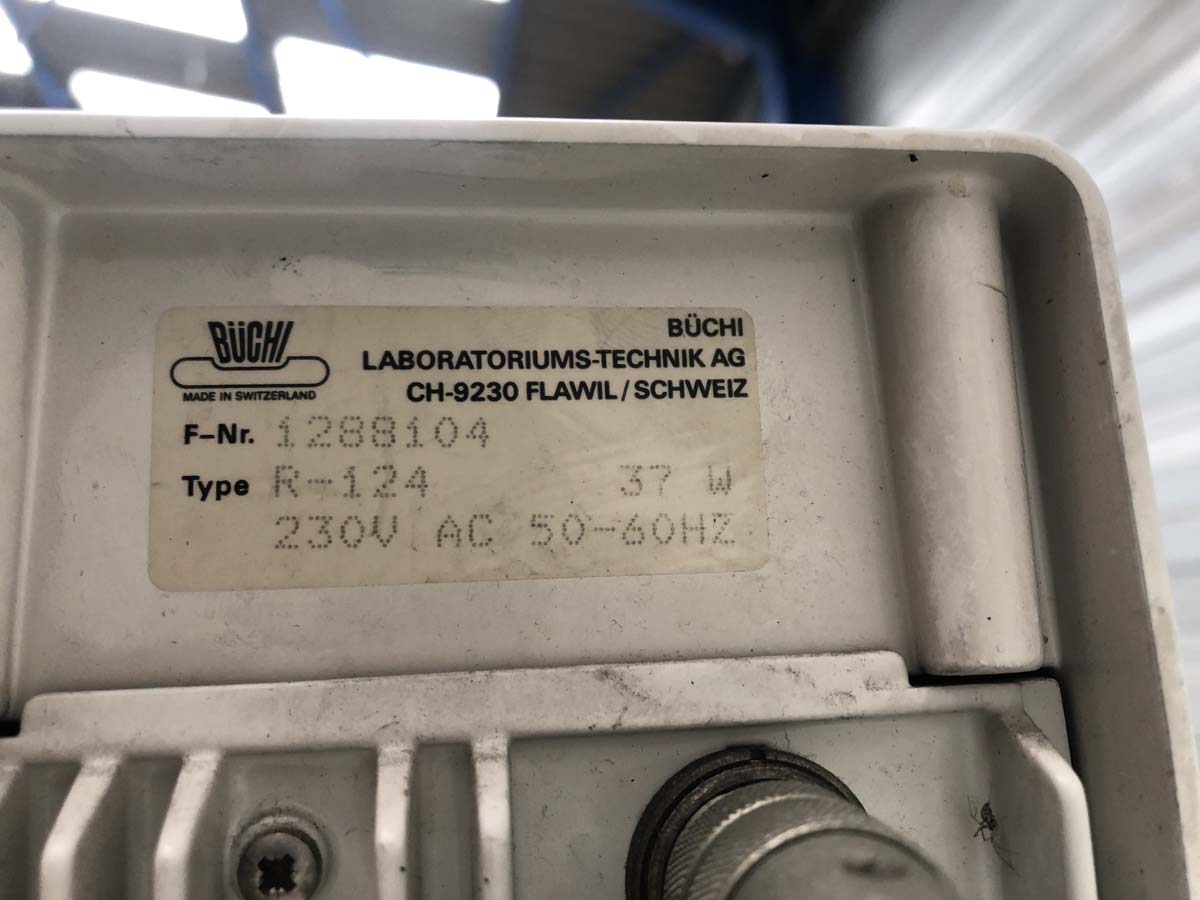 BÜCHI
MADE IN SWITZERLAND
BÜCHI
LABORATORIUMS-TECHNIK AG
CH-9230 FLAWIL/SCHWEIZ
F-Nr. 1288104
Type R-124 37 W
230V AC 50-60HZ